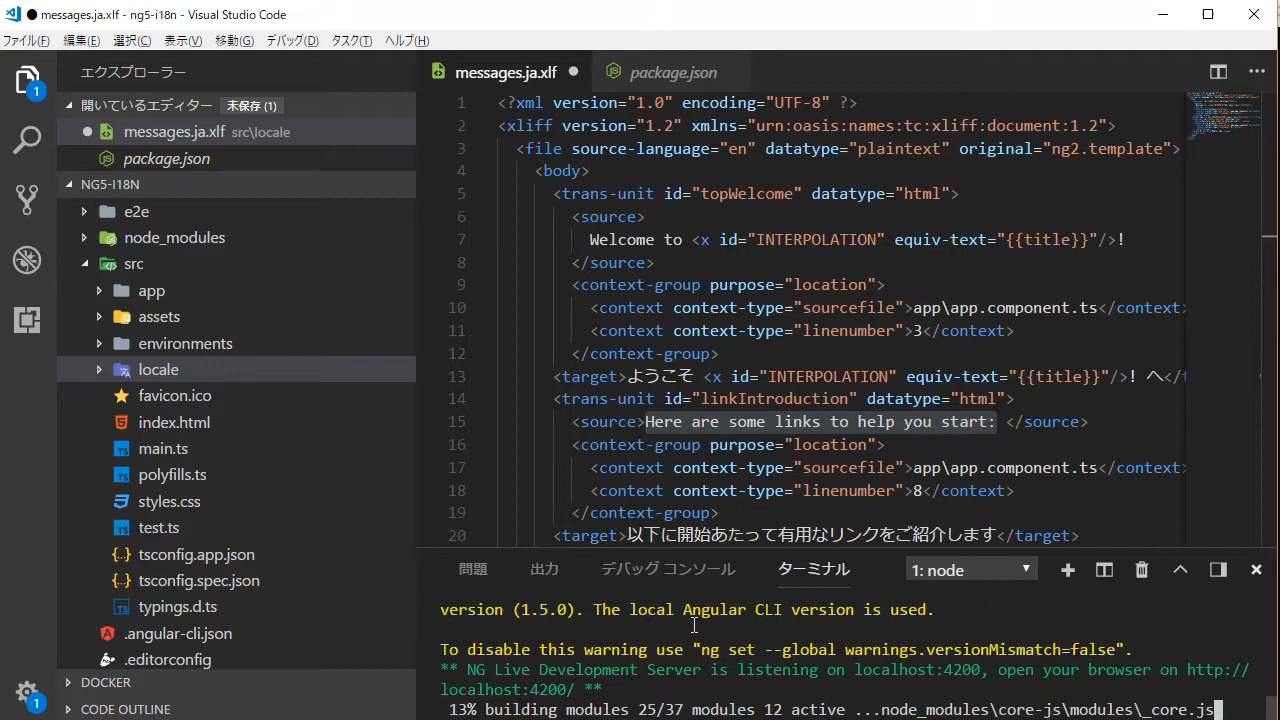 messages.ja.xlf - ng5-i18n - Visual Studio Code
ファイル(F) 編集(E) 選択(C) 表示(V) 移動(G) デバッグ(D) タスク(T) ヘルプ(H)
1
エクスプローラー
開いているエディター 未保存 (1)
messages.ja.xlf src\locale
package.json
NG5-I18N
e2e
node_modules
src
app
assets
environments
locale
favicon.ico
index.html
main.ts
polyfills.ts
styles.css
test.ts
tsconfig.app.json
tsconfig.spec.json
typings.d.ts
.angular-cli.json
.editorconfig
DOCKER
CODE OUTLINE
1
messages.ja.xlf package.json
1 <?xml version="1.0" encoding="UTF-8" ?>
2 <xliff version="1.2" xmlns="urn:oasis:names:tc:xliff:document:1.2">
3 <file source-language="en" datatype="plaintext" original="ng2.template">
4 <body>
5 <trans-unit id="topWelcome" datatype="html">
6 <source>
7 Welcome to <x id="INTERPOLATION" equiv-text="{{title}}"/>!
8 </source>
9 <context-group purpose="location">
10 <context context-type="sourcefile">app\app.component.ts</context>
11 <context context-type="linenumber">3</context>
12 </context-group>
13 <target>ようこそ <x id="INTERPOLATION" equiv-text="{{title}}"/>! へ</t
14 <trans-unit id="linkIntroduction" datatype="html">
15 <source>Here are some links to help you start: </source>
16 <context-group purpose="location">
17 <context context-type="sourcefile">app\app.component.ts</context>
18 <context context-type="linenumber">8</context>
19 </context-group>
20 <target>以下に開始あたって有用なリンクをご紹介します</target>
問題 出力 デバッグ コンソール ターミナル 1: node
version (1.5.0). The local Angular CLI version is used.
To disable this warning use "ng set --global warnings.versionMismatch=false".
** NG Live Development Server is listening on localhost:4200, open your browser on http://
localhost:4200/ **
13% building modules 25/37 modules 12 active ...node_modules\core-js\modules\_core.js